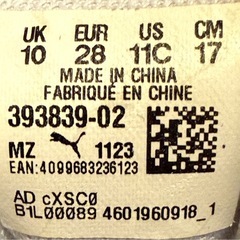 UK EUR US CM
10 28 11C 17
MADE IN CHINA
FABRIQUÉ EN CHINE
393839-02
MZ 1123
EAN:4099683236123
AD cXSC0
B1L00089 4601960918_1